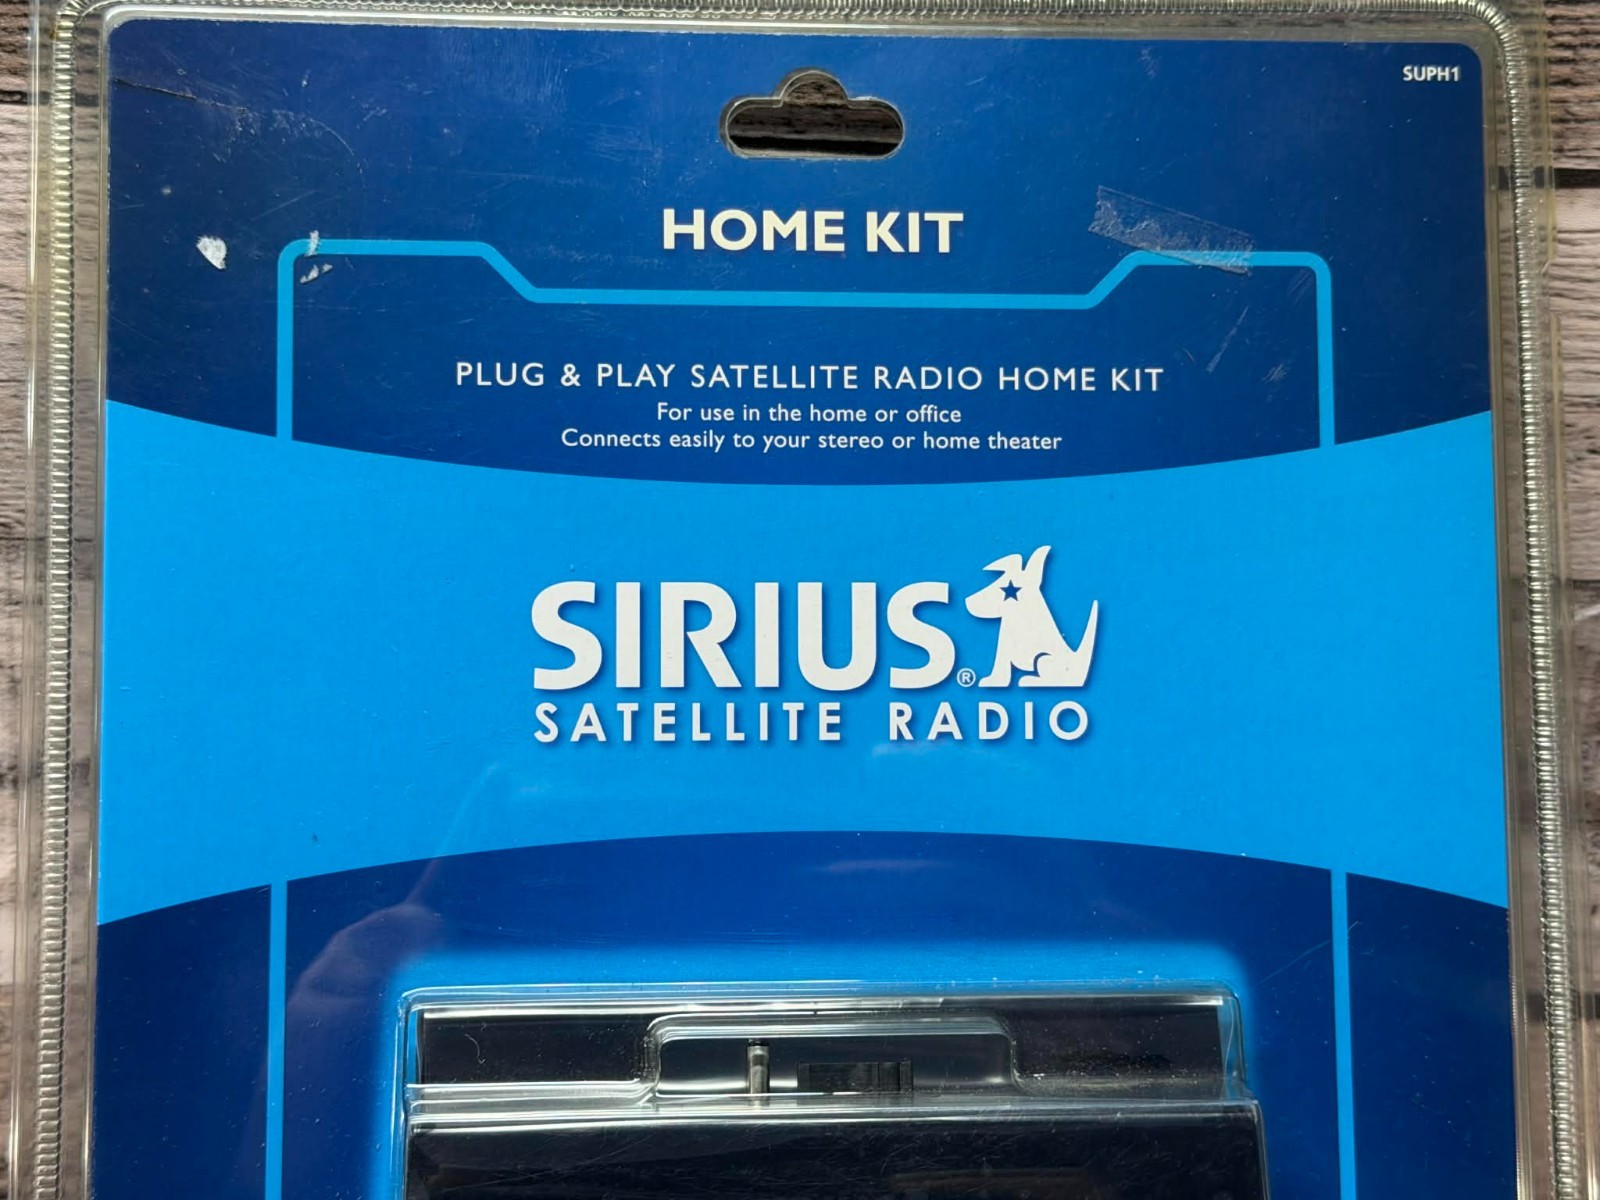 SUPH1
HOME KIT
PLUG & PLAY SATELLITE RADIO HOME KIT
For use in the home or office
Connects easily to your stereo or home theater
SIRIUS®
SATELLITE RADIO